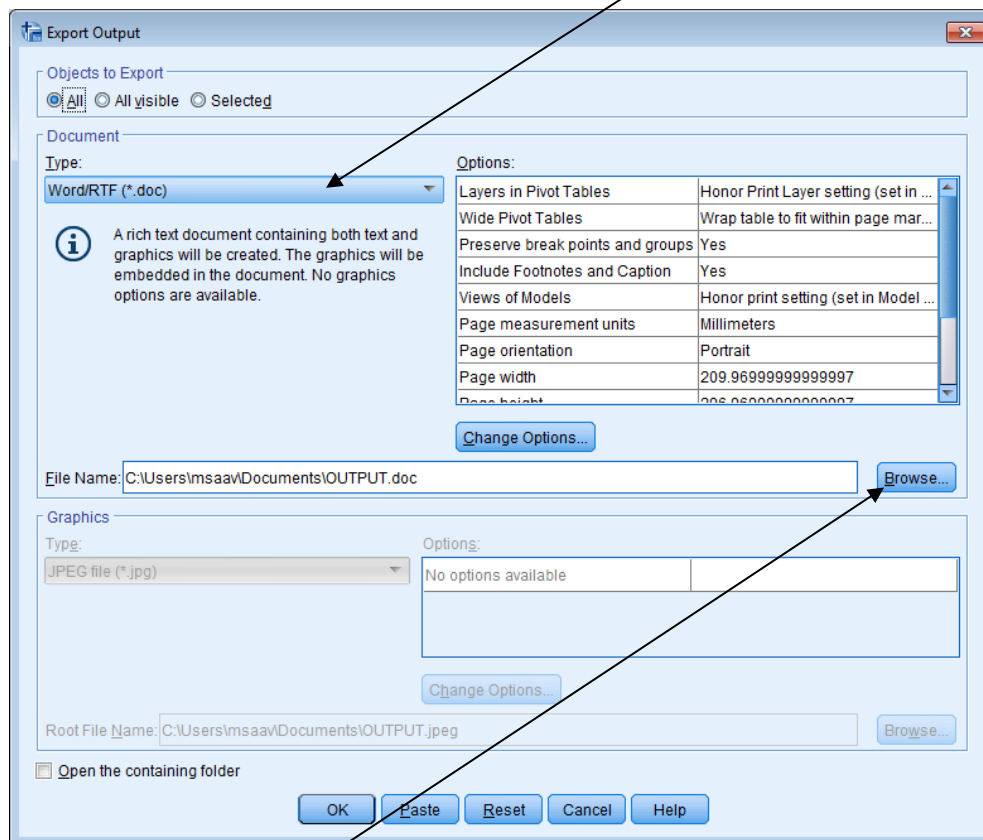 Export Output
Objects to Export
All All visible Selected
Document
Type:
Word/RTF (*.doc)
A rich text document containing both text and
graphics will be created. The graphics will be
embedded in the document. No graphics
options are available.
Options:
Layers in Pivot Tables Honor Print Layer setting (set in ...
Wide Pivot Tables Wrap table to fit within page mar...
Preserve break points and groups Yes
Include Footnotes and Caption Yes
Views of Models Honor print setting (set in Model ...
Page measurement units Millimeters
Page orientation Portrait
Page width 209.96999999999997
Page height 296.96999999999997
Change Options...
File Name: C:\Users\msaav\Documents\OUTPUT.doc Browse...
Graphics
Type:
JPEG file (*.jpg)
Options:
No options available
Change Options...
Root File Name: C:\Users\msaav\Documents\OUTPUT.jpeg Browse...
Open the containing folder
OK Paste Reset Cancel Help